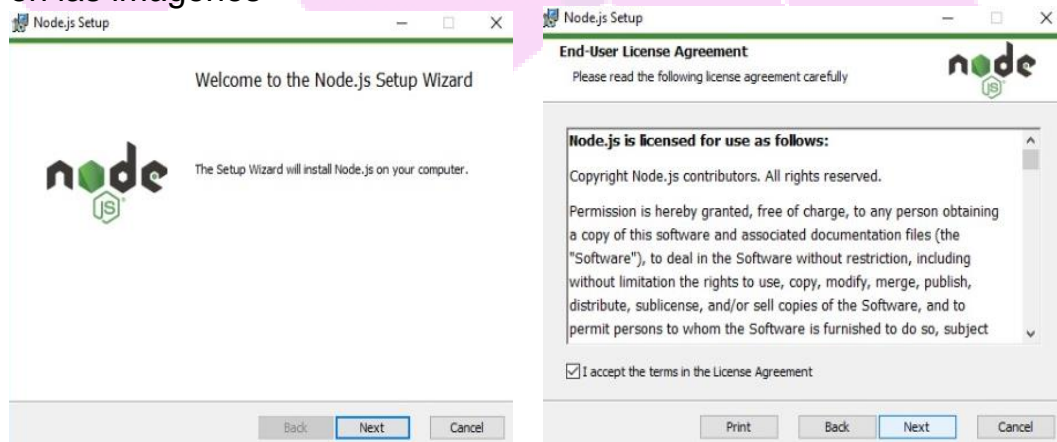 en las imágenes
Node.js Setup
Welcome to the Node.js Setup Wizard
node
JS
The Setup Wizard will install Node.js on your computer.
Back Next Cancel
Node.js Setup
End-User License Agreement
Please read the following license agreement carefully
node
JS
Node.js is licensed for use as follows:
Copyright Node.js contributors. All rights reserved.
Permission is hereby granted, free of charge, to any person obtaining
a copy of this software and associated documentation files (the
"Software"), to deal in the Software without restriction, including
without limitation the rights to use, copy, modify, merge, publish,
distribute, sublicense, and/or sell copies of the Software, and to
permit persons to whom the Software is furnished to do so, subject
I accept the terms in the License Agreement
Print Back Next Cancel